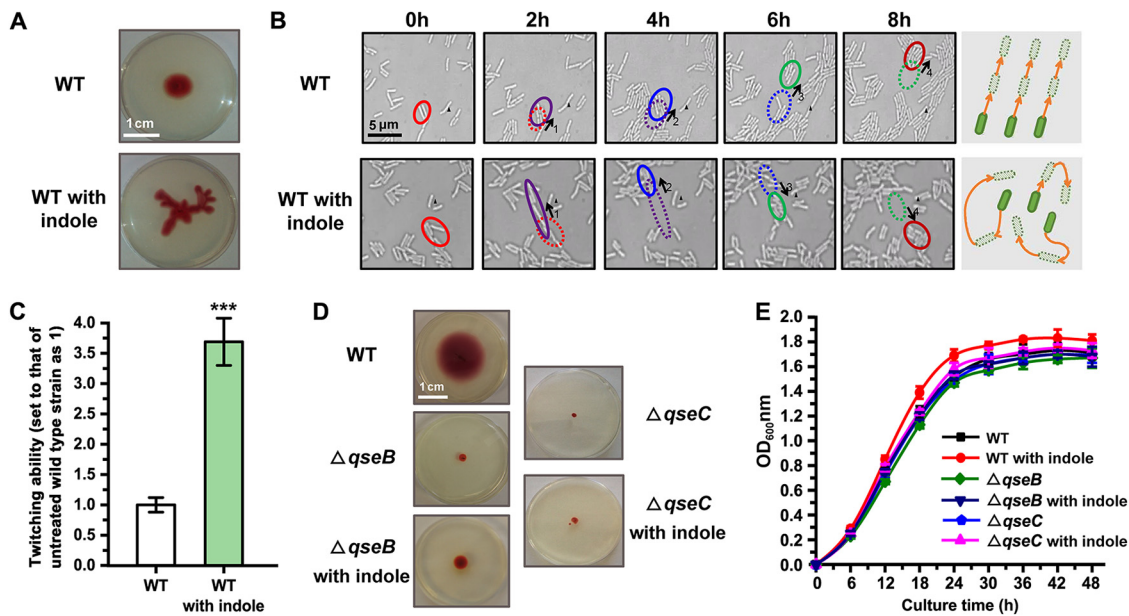 A
WT
1 cm
WT with
indole
B
0h 2h 4h 6h 8h
WT
5 μm
1
2
3
4
WT with
indole
1
2
3
4
C
Twitching ability (set to that of
untreated wild type strain as 1)
4.0
3.5
3.0
2.5
2.0
1.5
1.0
0.5
0.0
***
WT
WT
with indole
D
WT
1 cm
△qseB
△qseB
with indole
△qseC
△qseC
with indole
E
OD600nm
2.0
1.8
1.6
1.4
1.2
1.0
0.8
0.6
0.4
0.2
0.0
WT
WT with indole
△qseB
△qseB with indole
△qseC
△qseC with indole
0 6 12 18 24 30 36 42 48
Culture time (h)